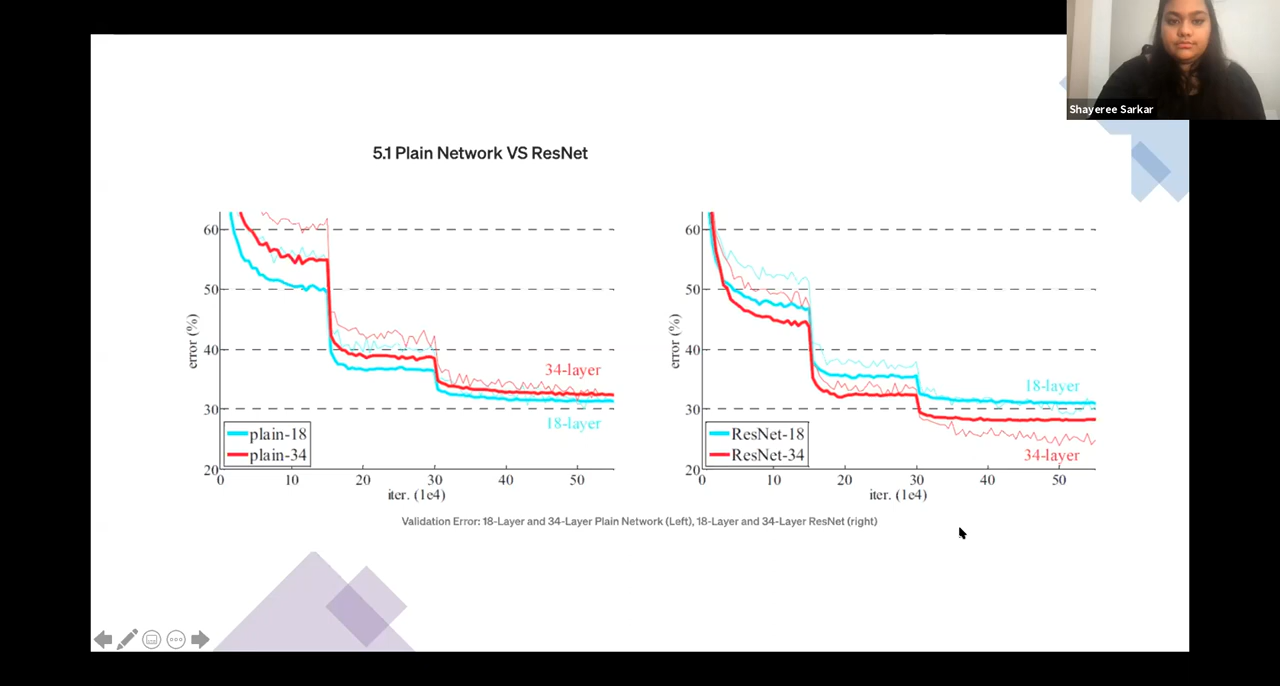 Shayeree Sarkar
5.1 Plain Network VS ResNet
60
50
40
30
20
error (%)
34-layer
18-layer
plain-18
plain-34
0
10
20
30
40
50
iter. (1e4)
60
50
40
30
20
error (%)
18-layer
34-layer
ResNet-18
ResNet-34
0
10
20
30
40
50
iter. (1e4)
Validation Error: 18-Layer and 34-Layer Plain Network (Left), 18-Layer and 34-Layer ResNet (right)